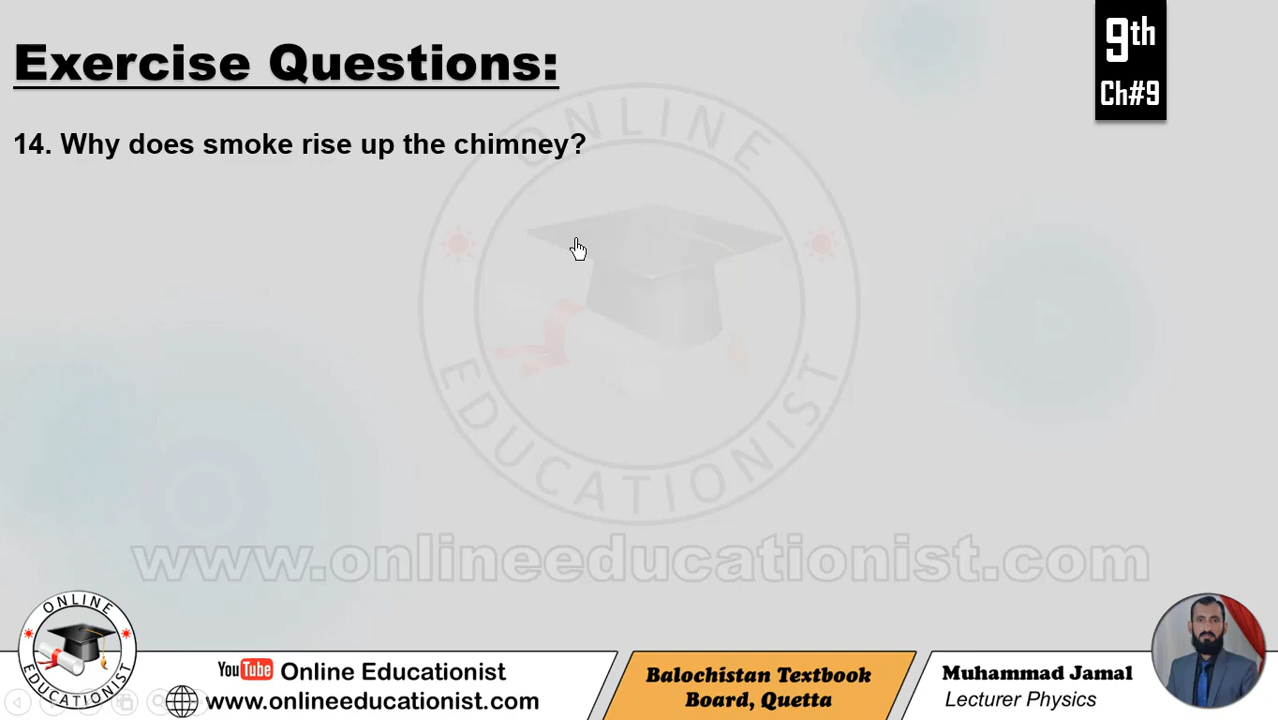 Exercise Questions:
9th
Ch#9
14. Why does smoke rise up the chimney?
ONLINE
EDUCATIONIST
www.onlineeducationist.com
ONLINE
EDUCATIONIST
YouTube Online Educationist
www.onlineeducationist.com
Balochistan Textbook
Board, Quetta
Muhammad Jamal
Lecturer Physics